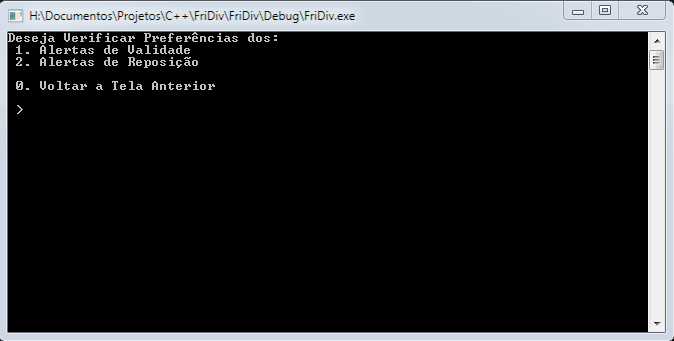 H:\Documentos\Projetos\C++\FriDiv\FriDiv\Debug\FriDiv.exe
Deseja Verificar Preferências dos:
1. Alertas de Validade
2. Alertas de Reposição
0. Voltar a Tela Anterior
>